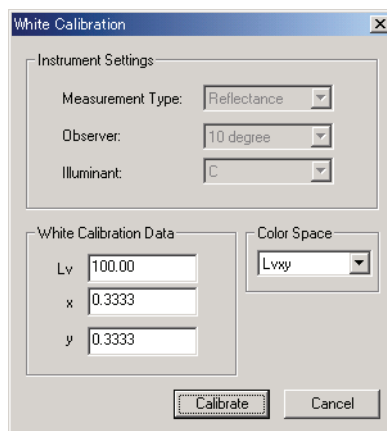 White Calibration
Instrument Settings
Measurement Type: Reflectance
Observer: 10 degree
Illuminant: C
White Calibration Data
Lv 100.00
x 0.3333
y 0.3333
Color Space
Lvxy
Calibrate Cancel